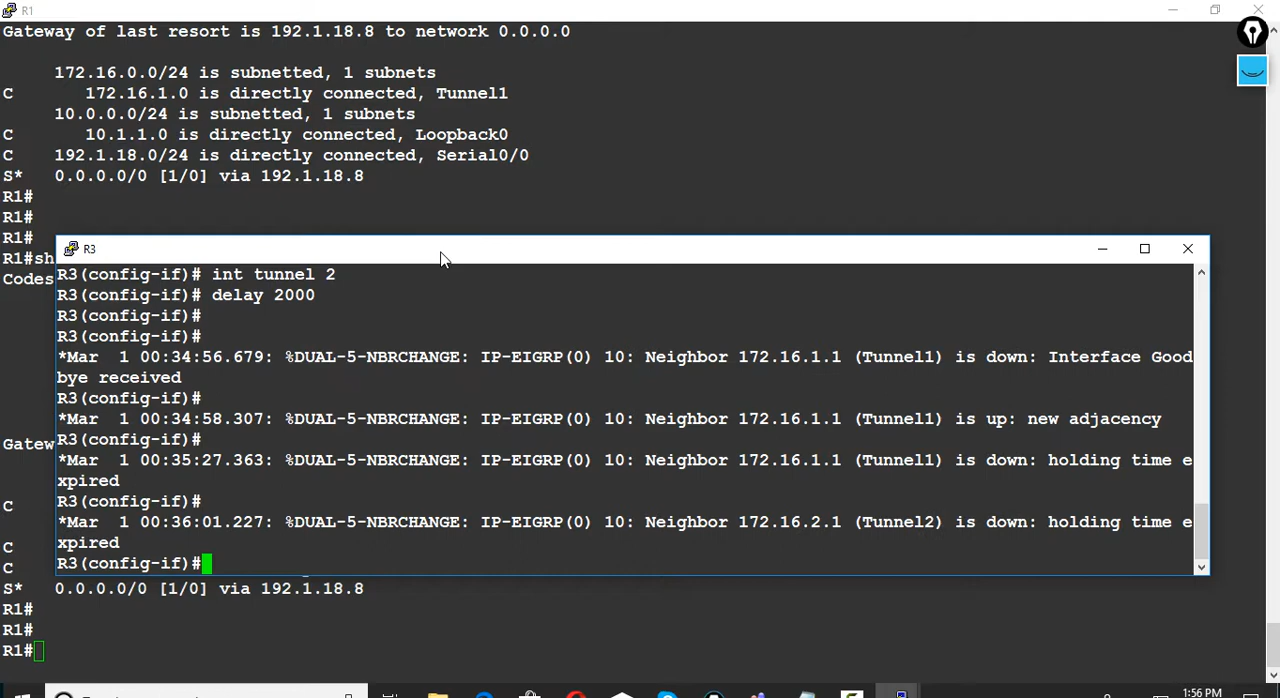 R1
Gateway of last resort is 192.1.18.8 to network 0.0.0.0
172.16.0.0/24 is subnetted, 1 subnets
C 172.16.1.0 is directly connected, Tunnel1
10.0.0.0/24 is subnetted, 1 subnets
C 10.1.1.0 is directly connected, Loopback0
C 192.1.18.0/24 is directly connected, Serial0/0
S* 0.0.0.0/0 [1/0] via 192.1.18.8
R1#
R1#
R1#
R1#sh
Codes
Gatew
C
C
C
R3
R3(config-if)# int tunnel 2
R3(config-if)# delay 2000
R3(config-if)#
R3(config-if)#
*Mar 1 00:34:56.679: %DUAL-5-NBRCHANGE: IP-EIGRP(0) 10: Neighbor 172.16.1.1 (Tunnel1) is down: Interface Good
bye received
R3(config-if)#
*Mar 1 00:34:58.307: %DUAL-5-NBRCHANGE: IP-EIGRP(0) 10: Neighbor 172.16.1.1 (Tunnel1) is up: new adjacency
R3(config-if)#
*Mar 1 00:35:27.363: %DUAL-5-NBRCHANGE: IP-EIGRP(0) 10: Neighbor 172.16.1.1 (Tunnel1) is down: holding time e
xpired
R3(config-if)#
*Mar 1 00:36:01.227: %DUAL-5-NBRCHANGE: IP-EIGRP(0) 10: Neighbor 172.16.2.1 (Tunnel2) is down: holding time e
xpired
R3(config-if)#
S* 0.0.0.0/0 [1/0] via 192.1.18.8
R1#
R1#
R1#
1:56 PM